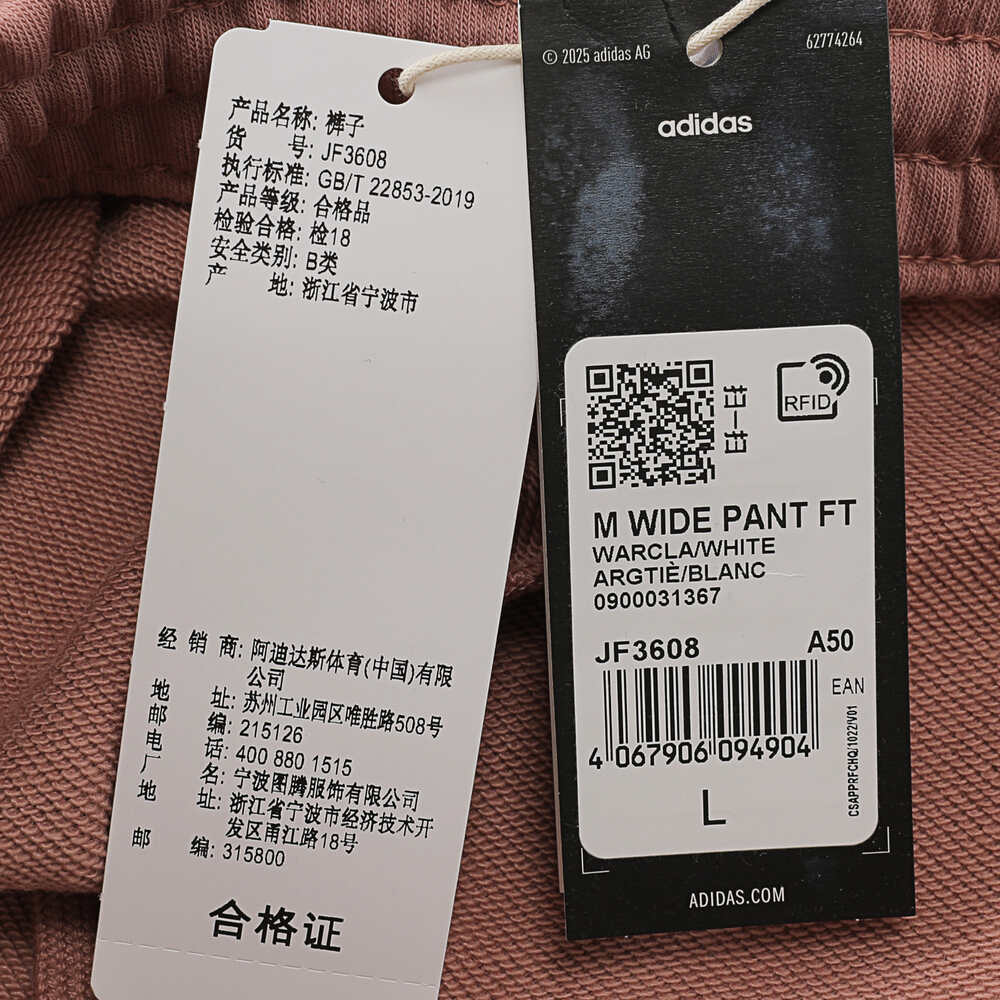 产品名称: 裤子
货 号: JF3608
执行标准: GB/T 22853-2019
产品等级: 合格品
检验合格: 检18
安全类别: B类
产 地: 浙江省宁波市
经 销 商: 阿迪达斯体育(中国)有限
公司
地 址: 苏州工业园区唯胜路508号
邮 编: 215126
电 话: 400 880 1515
厂 名: 宁波图腾服饰有限公司
地 址: 浙江省宁波市经济技术开
发区甬江路18号
邮 编: 315800
合格证
© 2025 adidas AG
62774264
adidas
扫一扫
RFID
M WIDE PANT FT
WARCLA/WHITE
ARGTIÈ/BLANC
0900031367
JF3608 A50
EAN
4 067906 094904
CSAPPRFCHQ/1022/V01
L
ADIDAS.COM